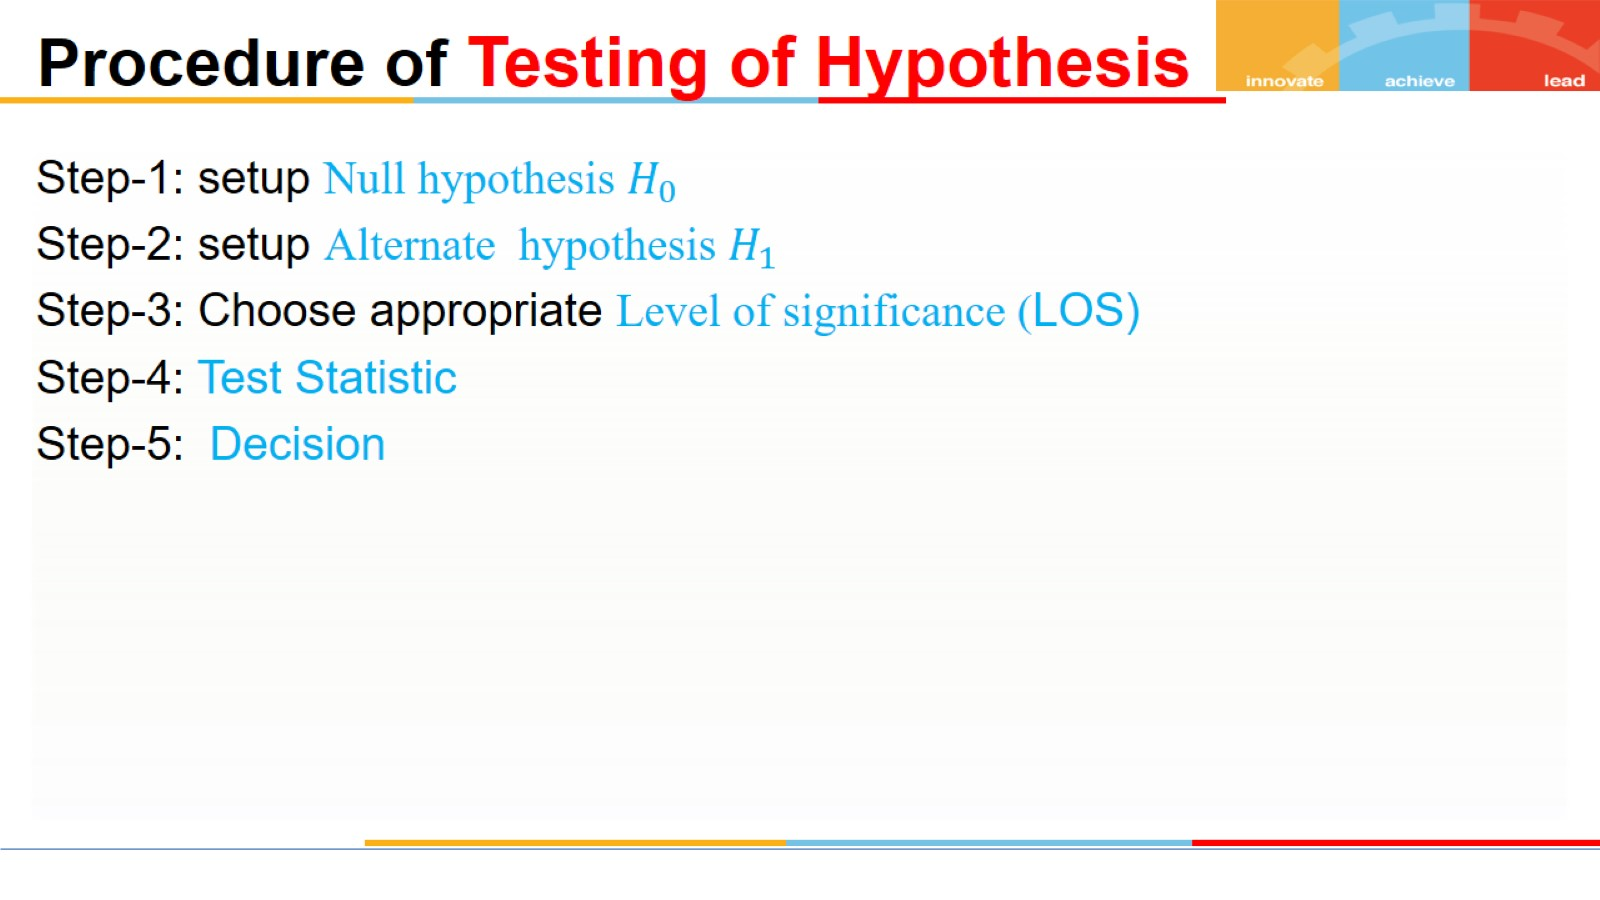 Procedure of Testing of Hypothesis
innovate achieve lead
Step-1: setup Null hypothesis H₀
Step-2: setup Alternate hypothesis H₁
Step-3: Choose appropriate Level of significance (LOS)
Step-4: Test Statistic
Step-5: Decision